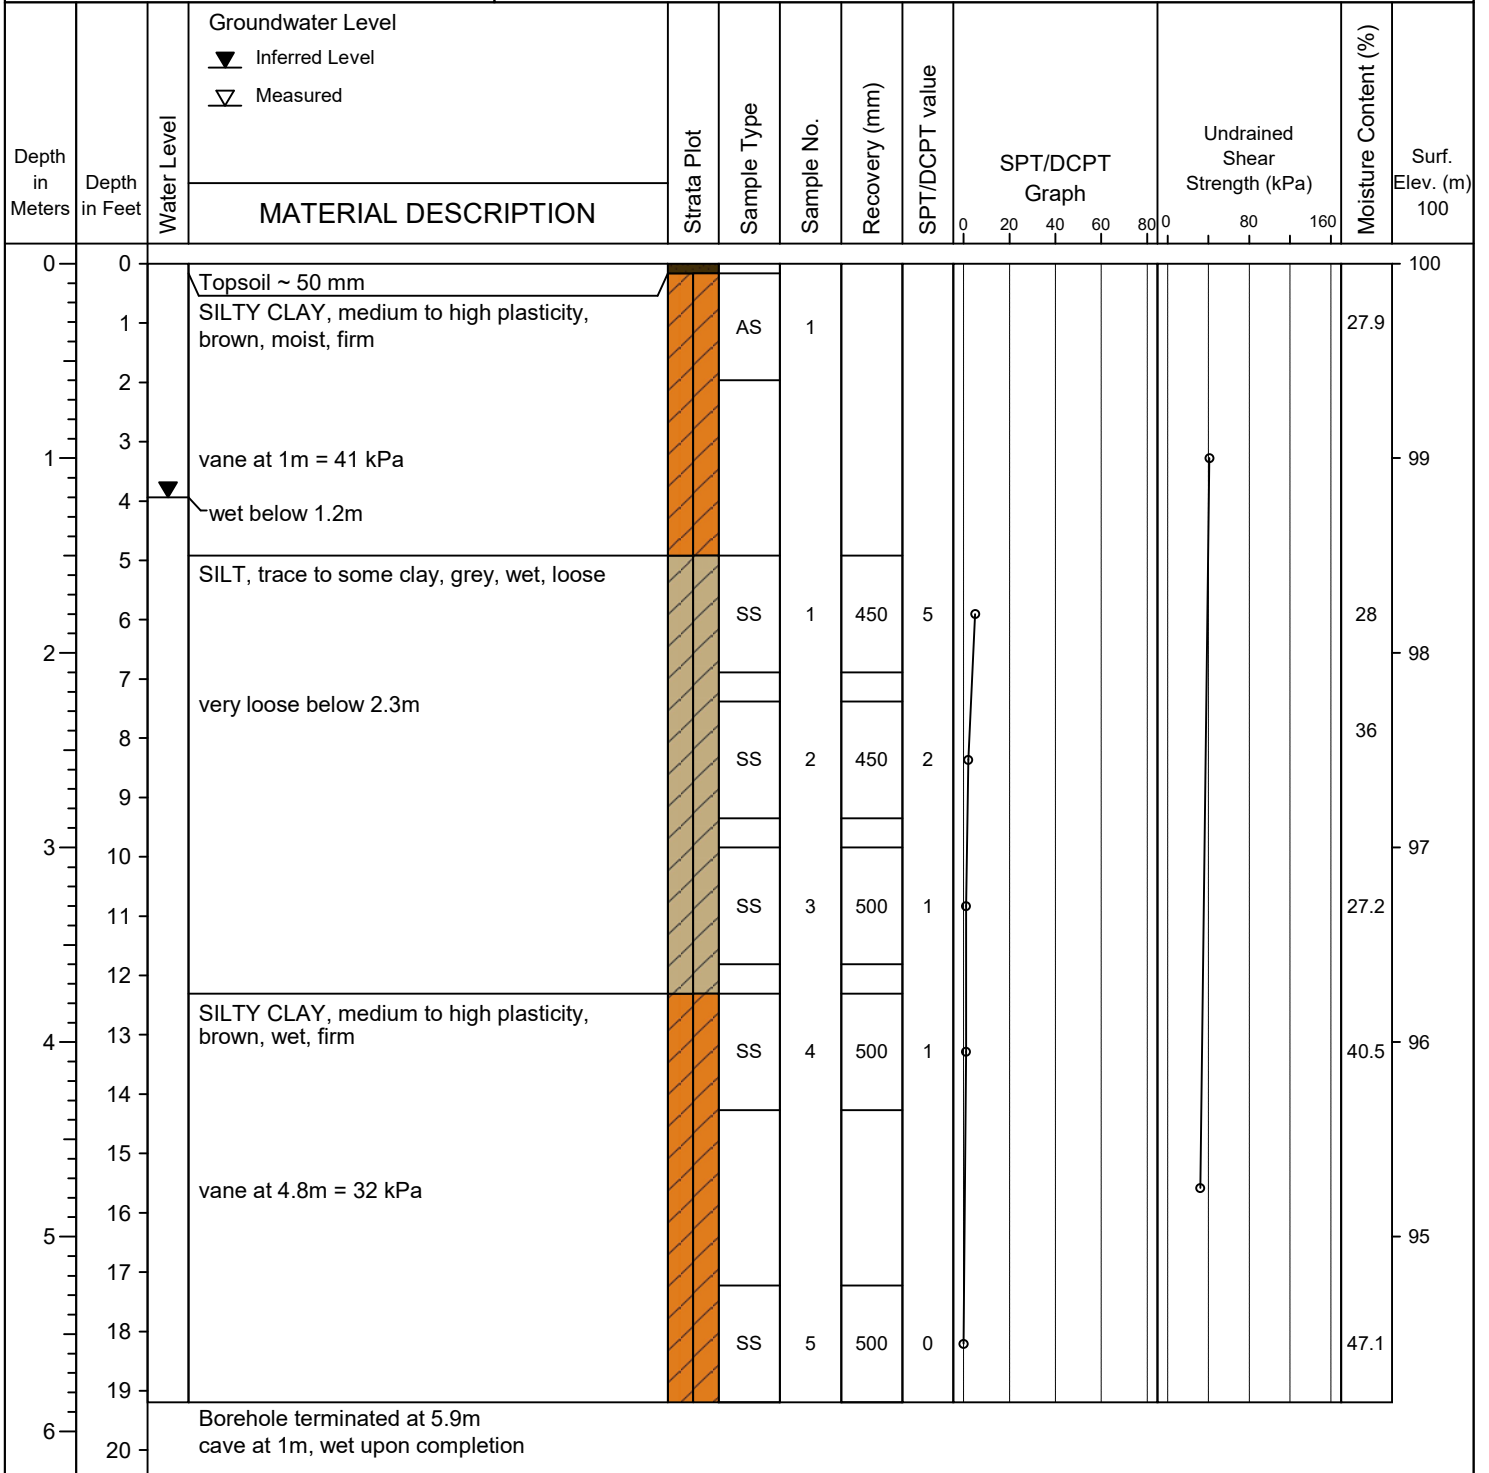 Groundwater Level
Inferred Level
Measured
Depth
in
Meters
Depth
in Feet
Water Level
MATERIAL DESCRIPTION
Strata Plot
Sample Type
Sample No.
Recovery (mm)
SPT/DCPT value
SPT/DCPT
Graph
0 20 40 60 80
Undrained
Shear
Strength (kPa)
0 80 160
Moisture Content (%)
Surf.
Elev. (m)
100
0 0 100
Topsoil ~ 50 mm
SILTY CLAY, medium to high plasticity,
1 AS 1 27.9
brown, moist, firm
2
3
1 vane at 1m = 41 kPa 99
4
wet below 1.2m
5
SILT, trace to some clay, grey, wet, loose
6 SS 1 450 5 28
2 98
7
very loose below 2.3m
8 36
SS 2 450 2
9
3 97
10
11 SS 3 500 1 27.2
12
SILTY CLAY, medium to high plasticity,
13
brown, wet, firm
4 96
SS 4 500 1 40.5
14
15
vane at 4.8m = 32 kPa
16
5 95
17
18
SS 5 500 0 47.1
19
Borehole terminated at 5.9m
6
cave at 1m, wet upon completion
20